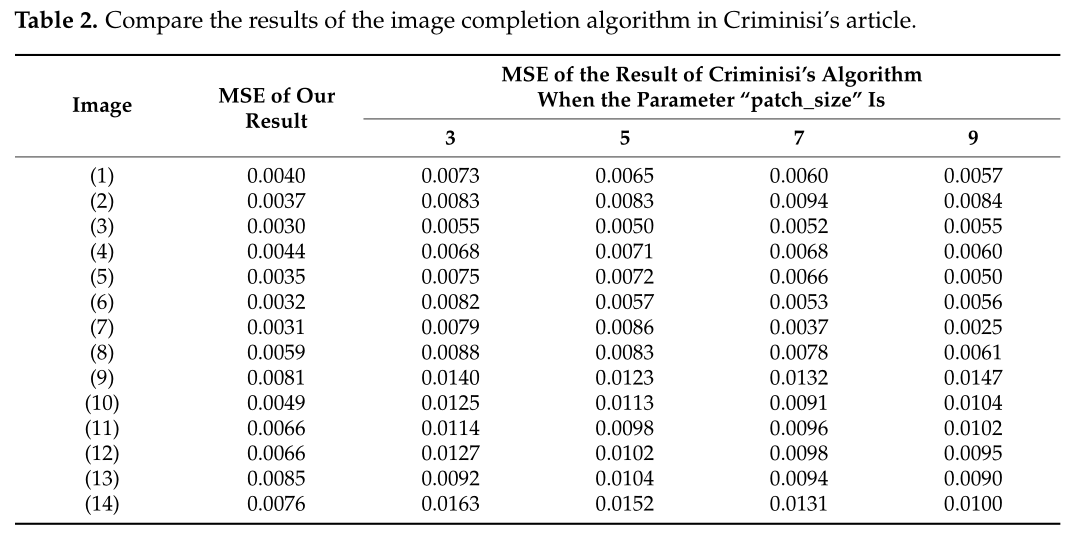 Table 2. Compare the results of the image completion algorithm in Criminisi's article.
Image MSE of Our Result MSE of the Result of Criminisi's Algorithm When the Parameter "patch_size" Is
3 5 7 9
(1) 0.0040 0.0073 0.0065 0.0060 0.0057
(2) 0.0037 0.0083 0.0083 0.0094 0.0084
(3) 0.0030 0.0055 0.0050 0.0052 0.0055
(4) 0.0044 0.0068 0.0071 0.0068 0.0060
(5) 0.0035 0.0075 0.0072 0.0066 0.0050
(6) 0.0032 0.0082 0.0057 0.0053 0.0056
(7) 0.0031 0.0079 0.0086 0.0037 0.0025
(8) 0.0059 0.0088 0.0083 0.0078 0.0061
(9) 0.0081 0.0140 0.0123 0.0132 0.0147
(10) 0.0049 0.0125 0.0113 0.0091 0.0104
(11) 0.0066 0.0114 0.0098 0.0096 0.0102
(12) 0.0066 0.0127 0.0102 0.0098 0.0095
(13) 0.0085 0.0092 0.0104 0.0094 0.0090
(14) 0.0076 0.0163 0.0152 0.0131 0.0100